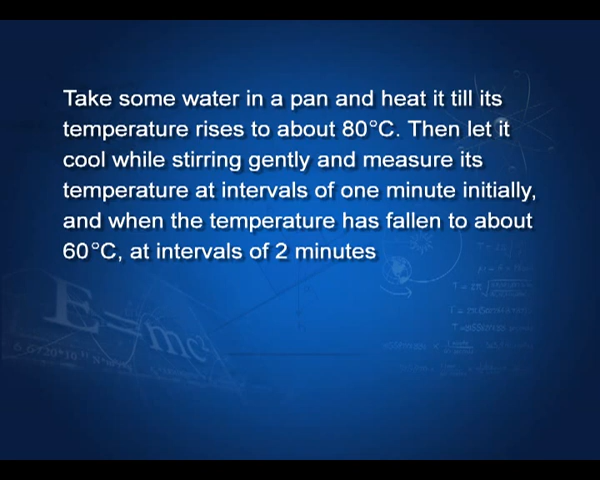 Take some water in a pan and heat it till its
temperature rises to about 80°C. Then let it
cool while stirring gently and measure its
temperature at intervals of one minute initially,
and when the temperature has fallen to about
60°C, at intervals of 2 minutes
E=mc²